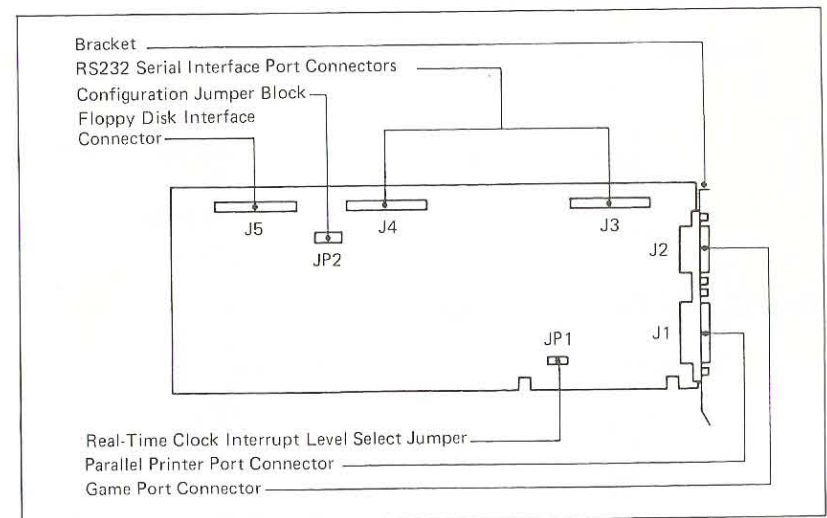 Bracket
RS232 Serial Interface Port Connectors
Configuration Jumper Block
Floppy Disk Interface
Connector
J5
J4
J3
JP2
J2
JP1
J1
Real-Time Clock Interrupt Level Select Jumper
Parallel Printer Port Connector
Game Port Connector